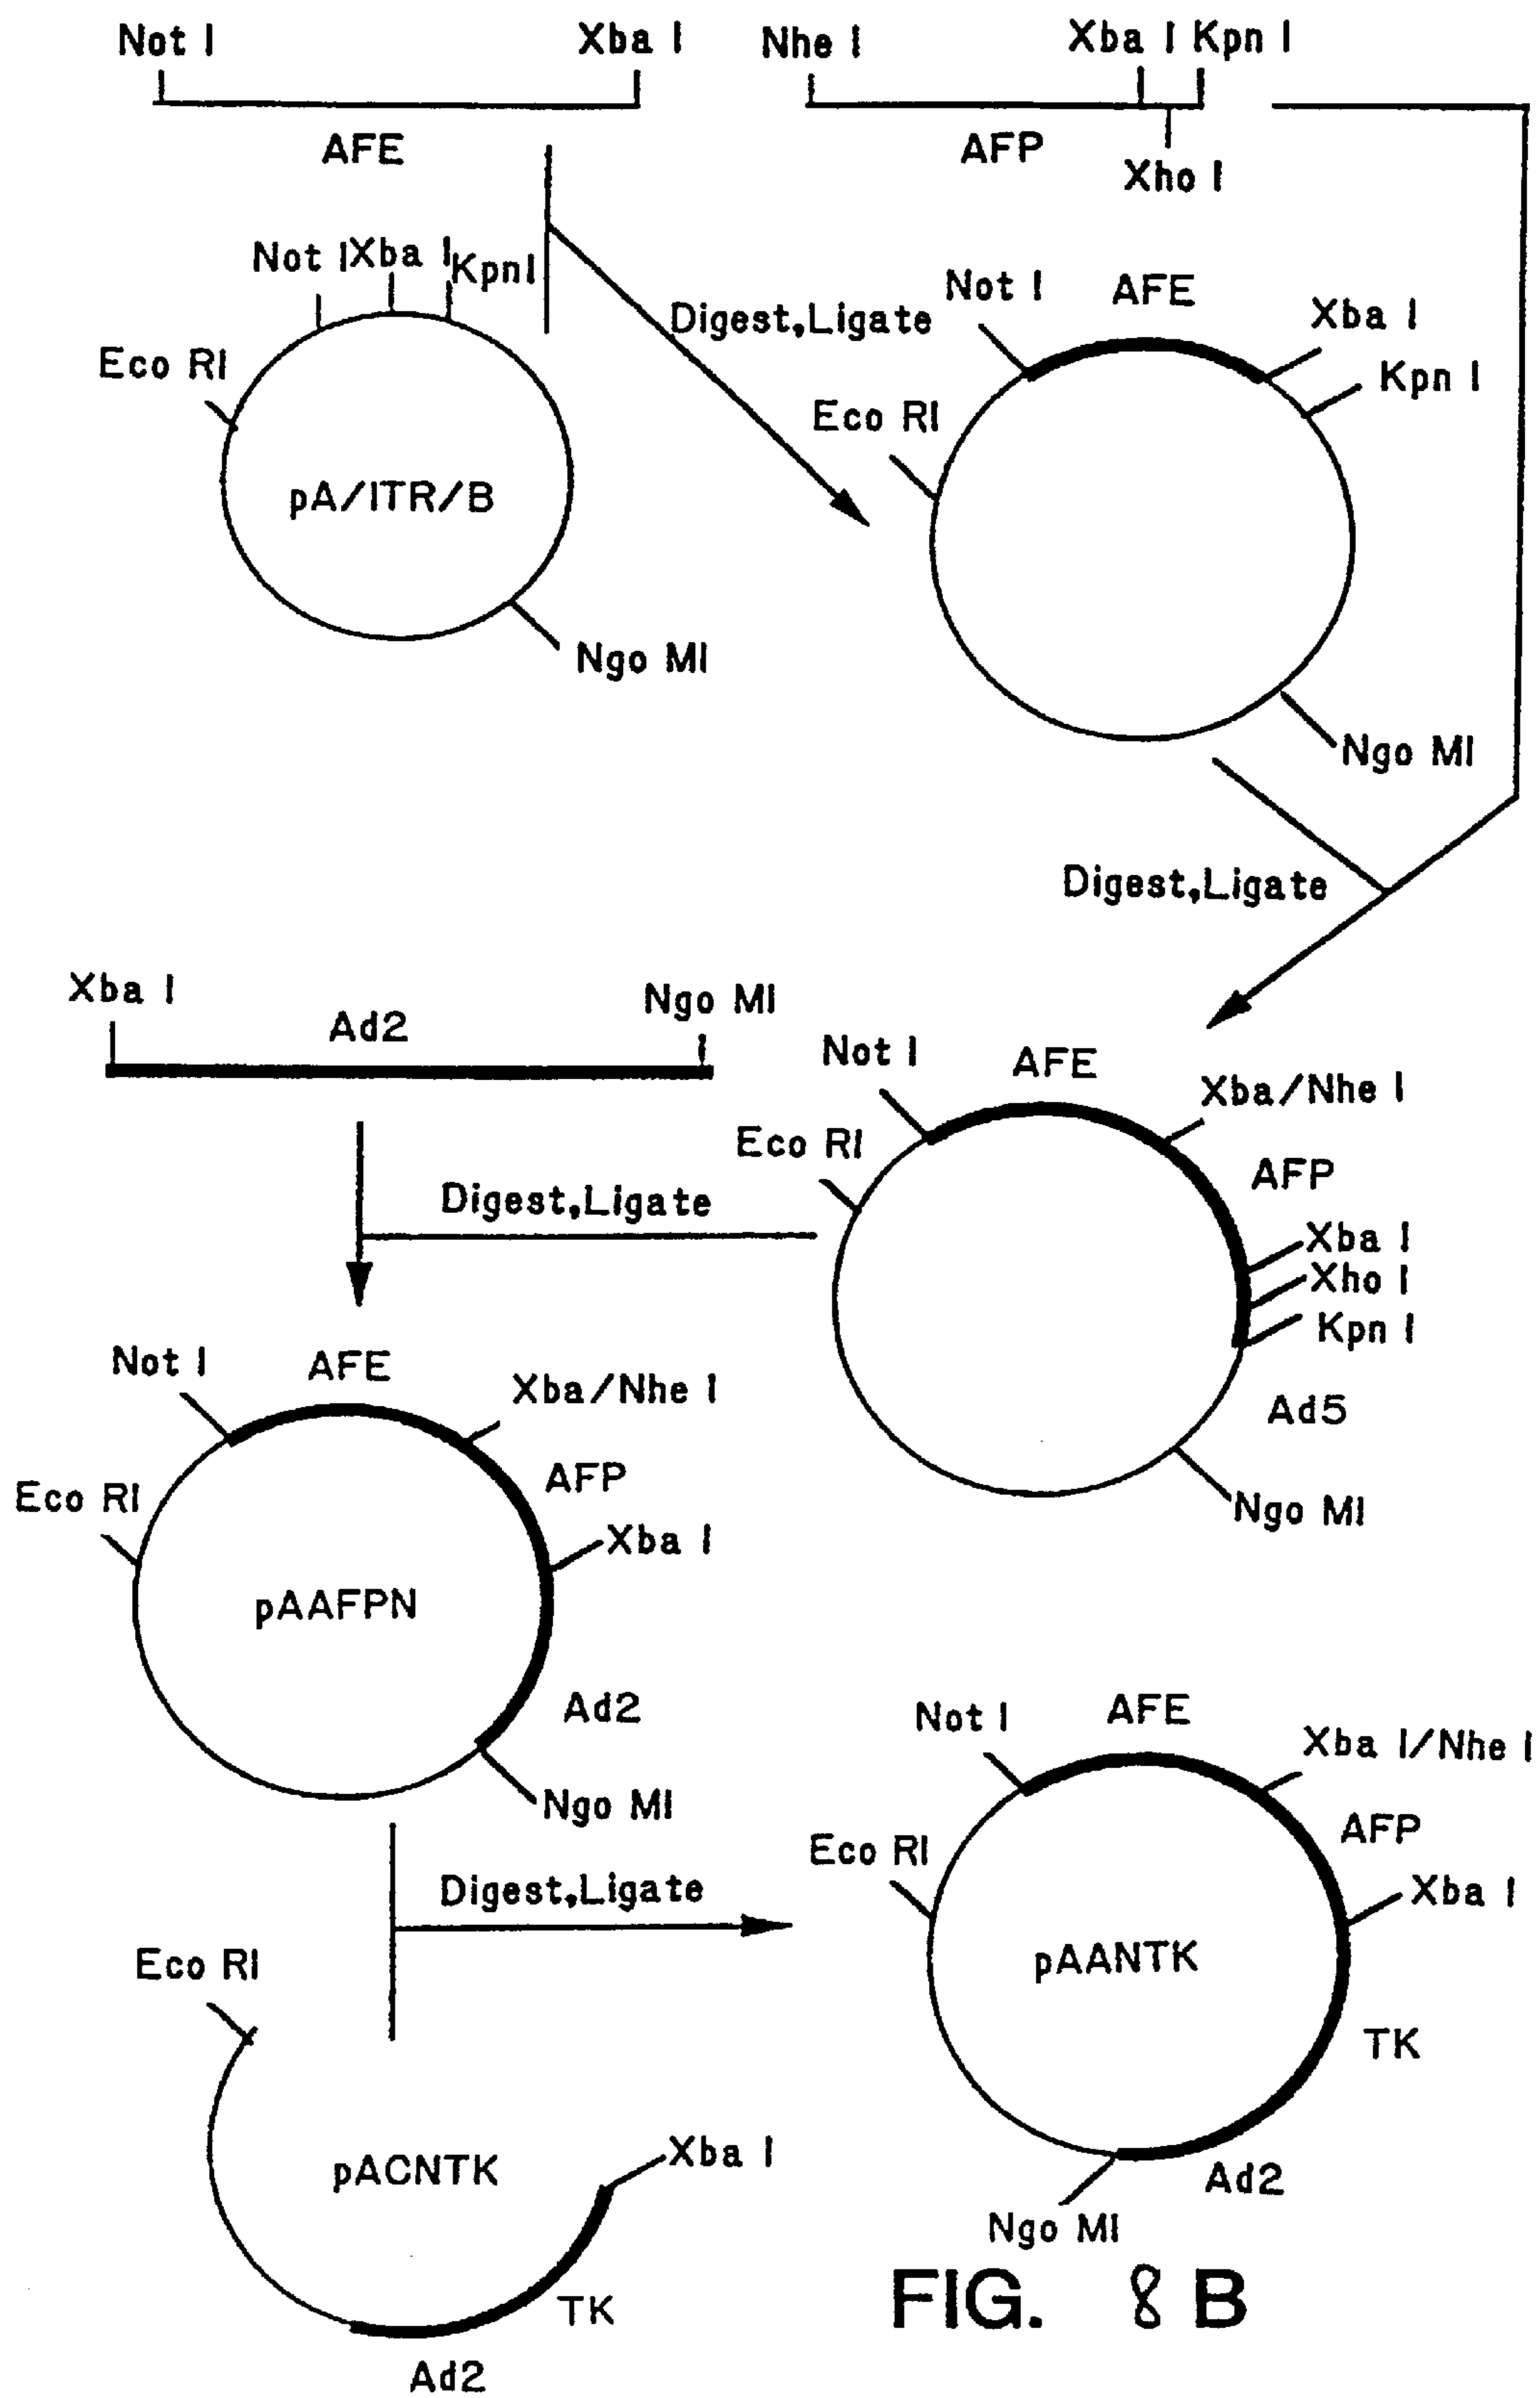 Not I
Xba I
Nhe I
Xba I
Kpn I
AFE
AFP
Xho I
Not I
Xba I
KpnI
Eco RI
pA/ITR/B
Ngo MI
Digest,Ligate
Not I
AFE
Xba I
Kpn I
Eco RI
Ngo MI
Digest,Ligate
Xba I
Ad2
Ngo MI
Not I
AFE
Xba/Nhe I
Eco RI
AFP
Digest,Ligate
Xba I
Xho I
Kpn I
Ad5
Ngo MI
Not I
AFE
Xba/Nhe I
AFP
Eco RI
Xba I
pAAFPN
Ad2
Ngo MI
Digest,Ligate
Not I
AFE
Xba I/Nhe I
AFP
Eco RI
Xba I
pAANTK
TK
Ad2
Ngo MI
Eco RI
pACNTK
Xba I
TK
Ad2
FIG. 8 B